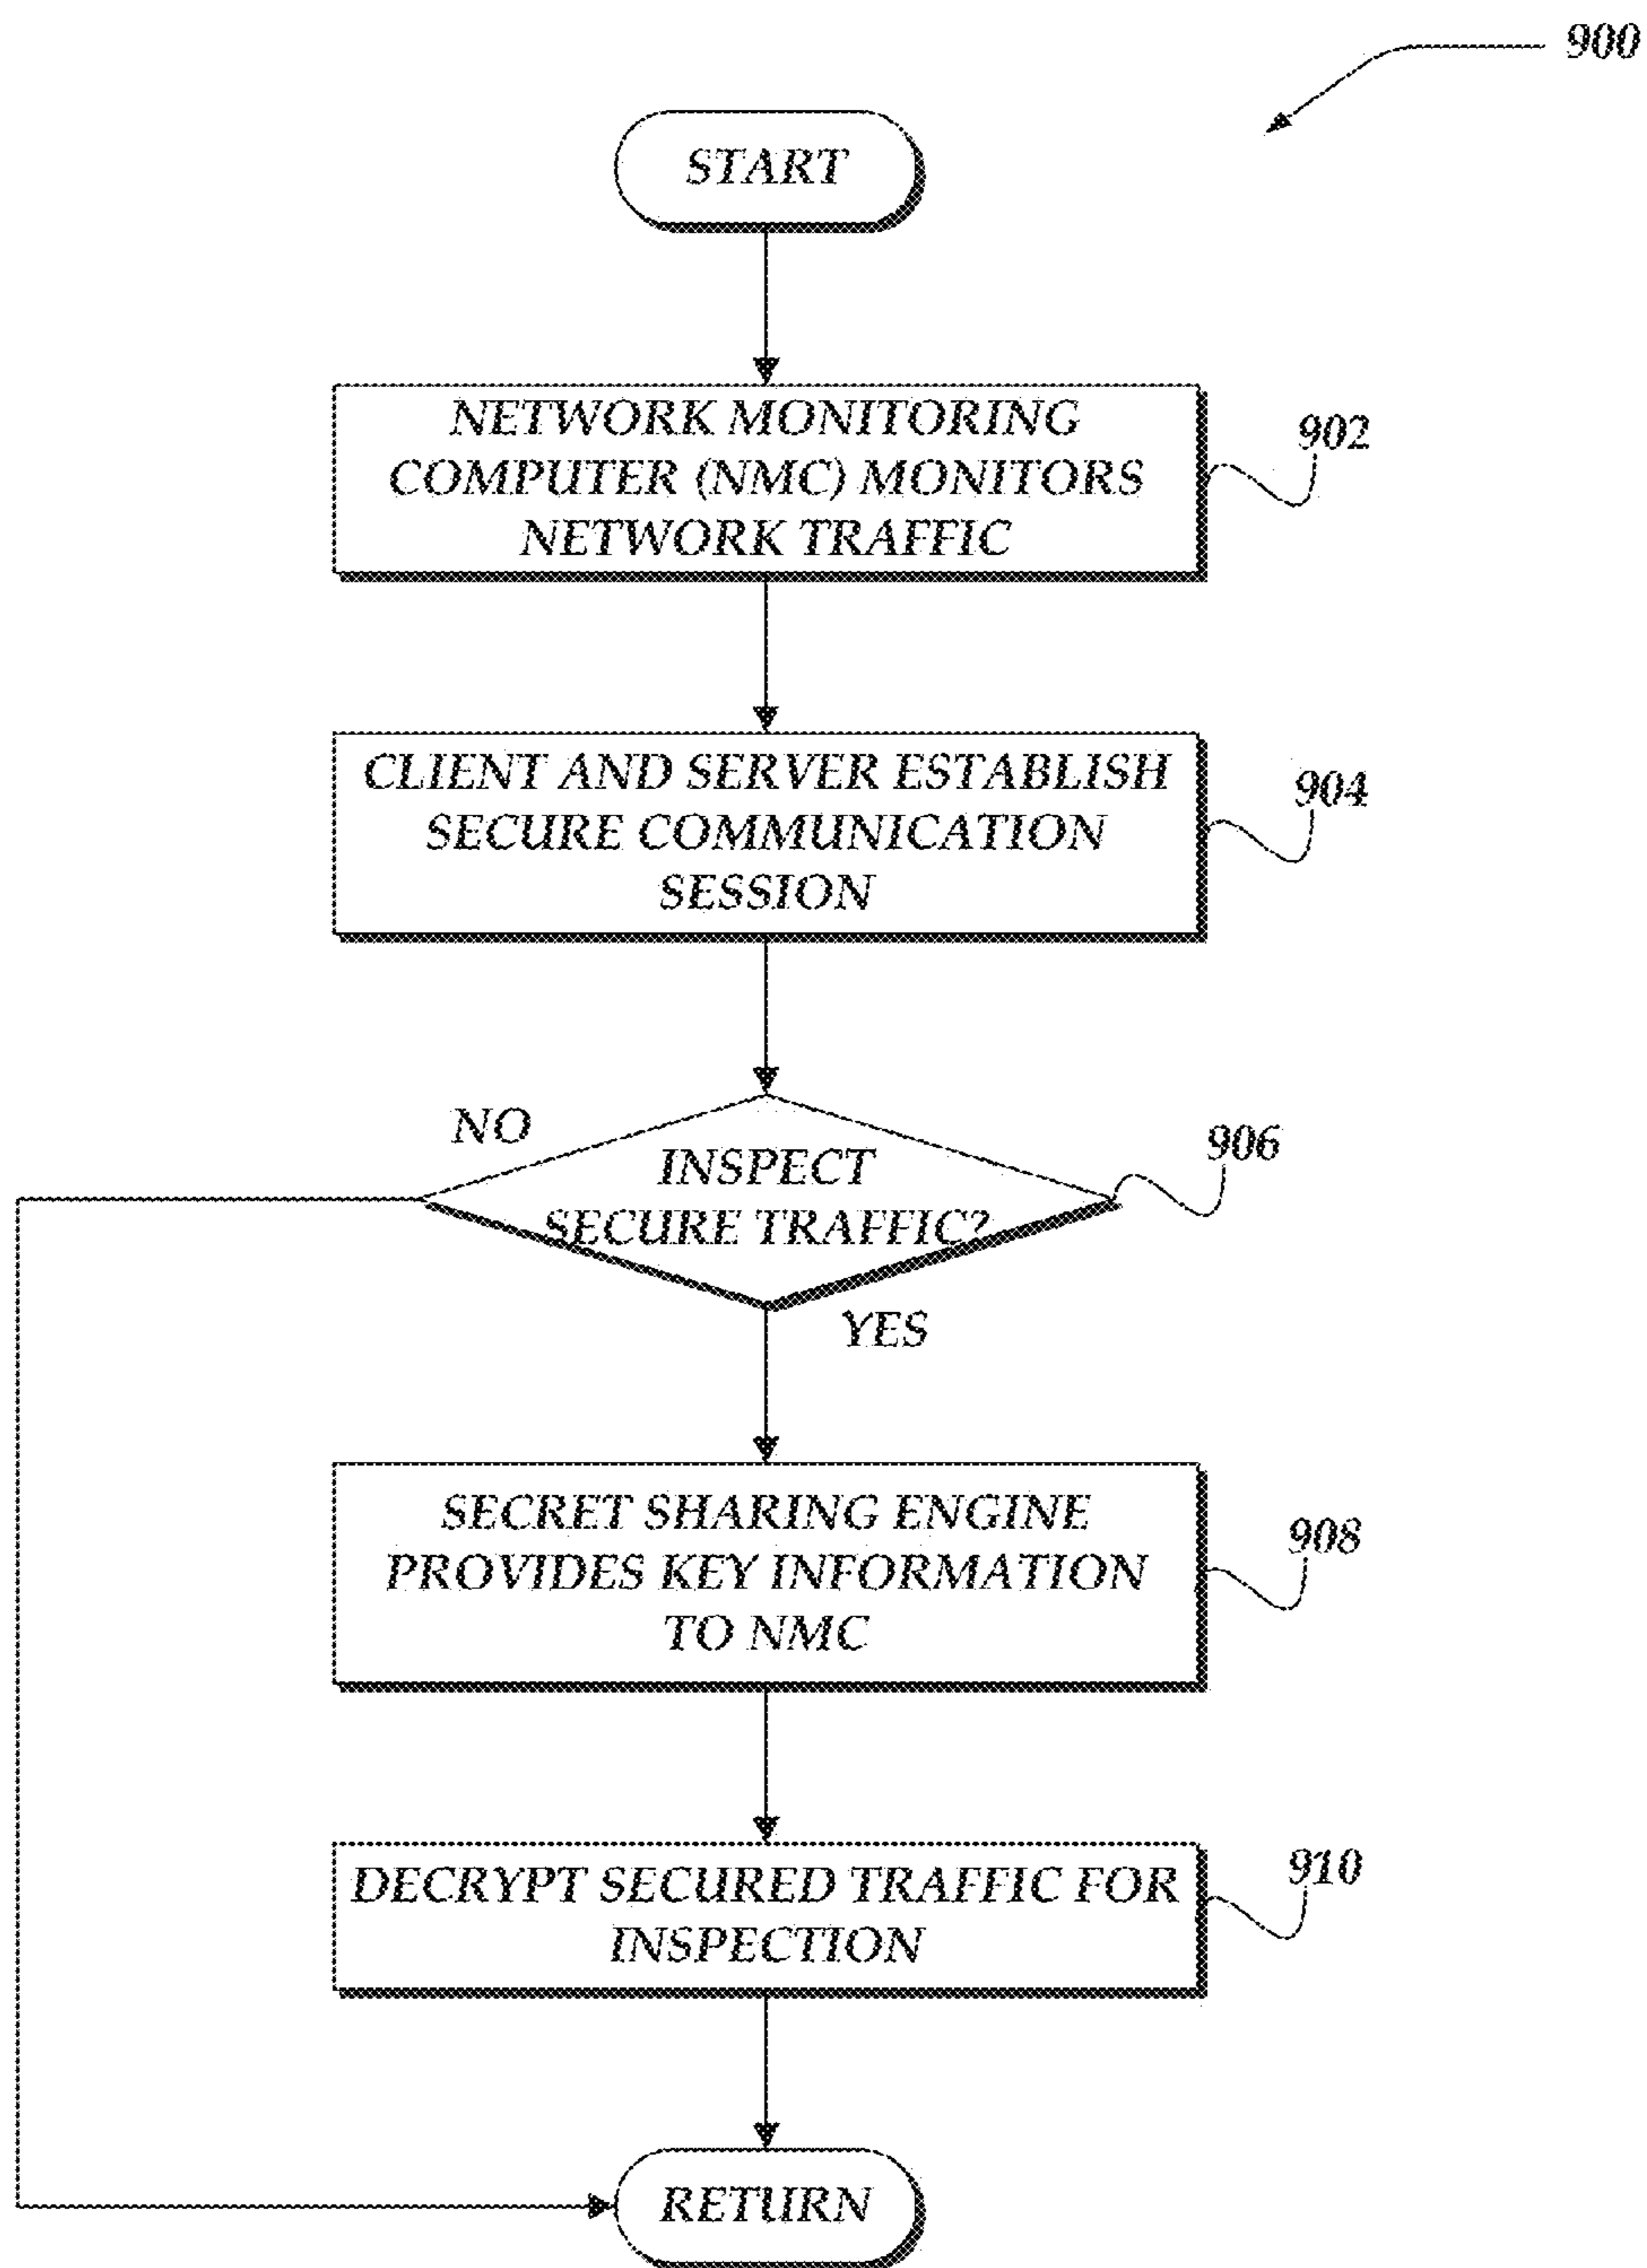 900
START
NETWORK MONITORING
COMPUTER (NMC) MONITORS
NETWORK TRAFFIC
902
CLIENT AND SERVER ESTABLISH
SECURE COMMUNICATION
SESSION
904
NO
INSPECT
SECURE TRAFFIC?
906
YES
SECRET SHARING ENGINE
PROVIDES KEY INFORMATION
TO NMC
908
DECRYPT SECURED TRAFFIC FOR
INSPECTION
910
RETURN